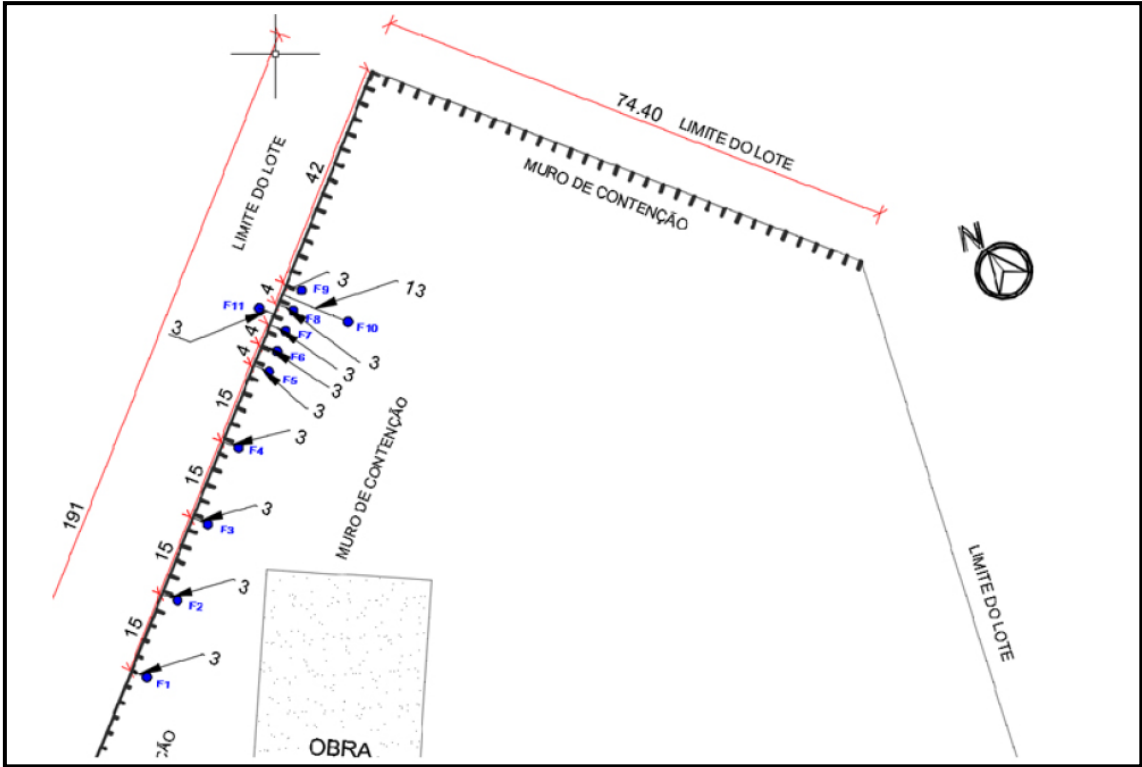 74.40 LIMITE DO LOTE
MURO DE CONTENÇÃO
N
LIMITE DO LOTE
42
3
13
F9
4
F11
F8
F10
3
4
F7
3
4
F6
3
3
F5
15
3
3
F4
15
MURO DE CONTENÇÃO
3
F3
191
15
3
F2
15
3
F1
LIMITE DO LOTE
ÇÃO
OBRA